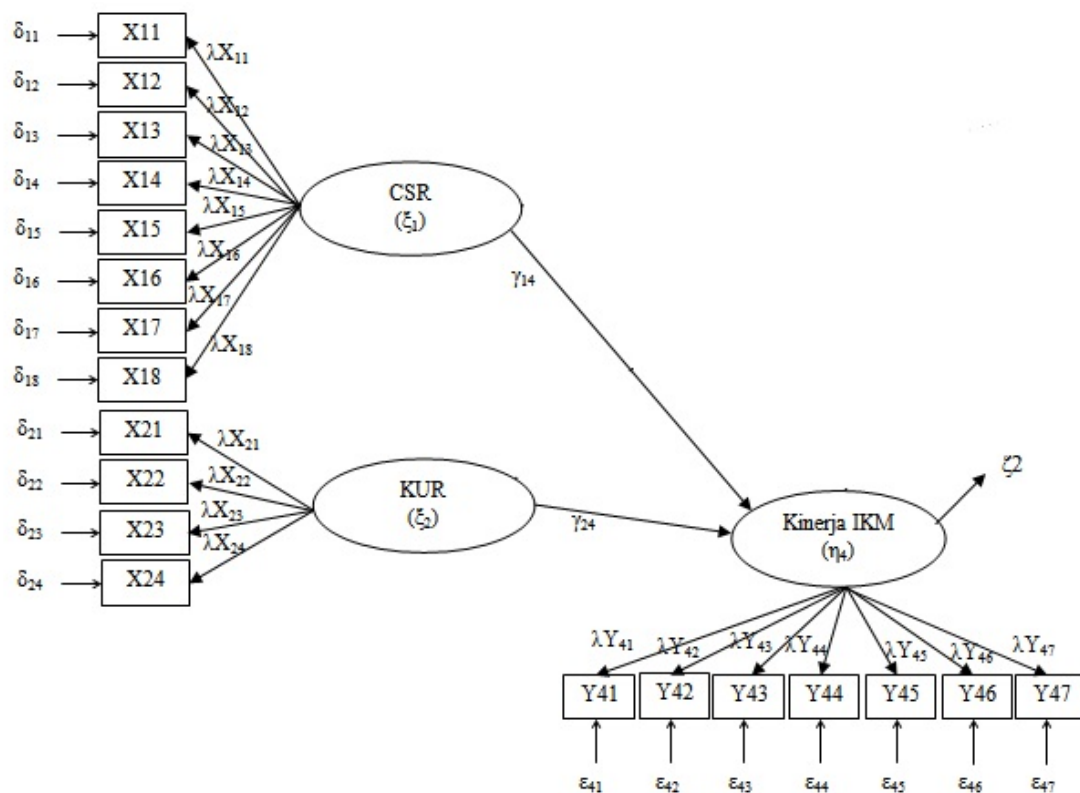 δ₁₁ X11 λX₁₁
δ₁₂ X12 λX₁₂
δ₁₃ X13 λX₁₃
δ₁₄ X14 λX₁₄
δ₁₅ X15 λX₁₅
δ₁₆ X16 λX₁₆
δ₁₇ X17 λX₁₇
δ₁₈ X18 λX₁₈
CSR
(ξ₁)
γ₁₄
δ₂₁ X21 λX₂₁
δ₂₂ X22 λX₂₂
δ₂₃ X23 λX₂₃
δ₂₄ X24 λX₂₄
KUR
(ξ₂)
γ₂₄
ζ2
Kinerja IKM
(η₄)
λY₄₁ λY₄₂ λY₄₃ λY₄₄ λY₄₅ λY₄₆ λY₄₇
Y41 Y42 Y43 Y44 Y45 Y46 Y47
ε₄₁ ε₄₂ ε₄₃ ε₄₄ ε₄₅ ε₄₆ ε₄₇